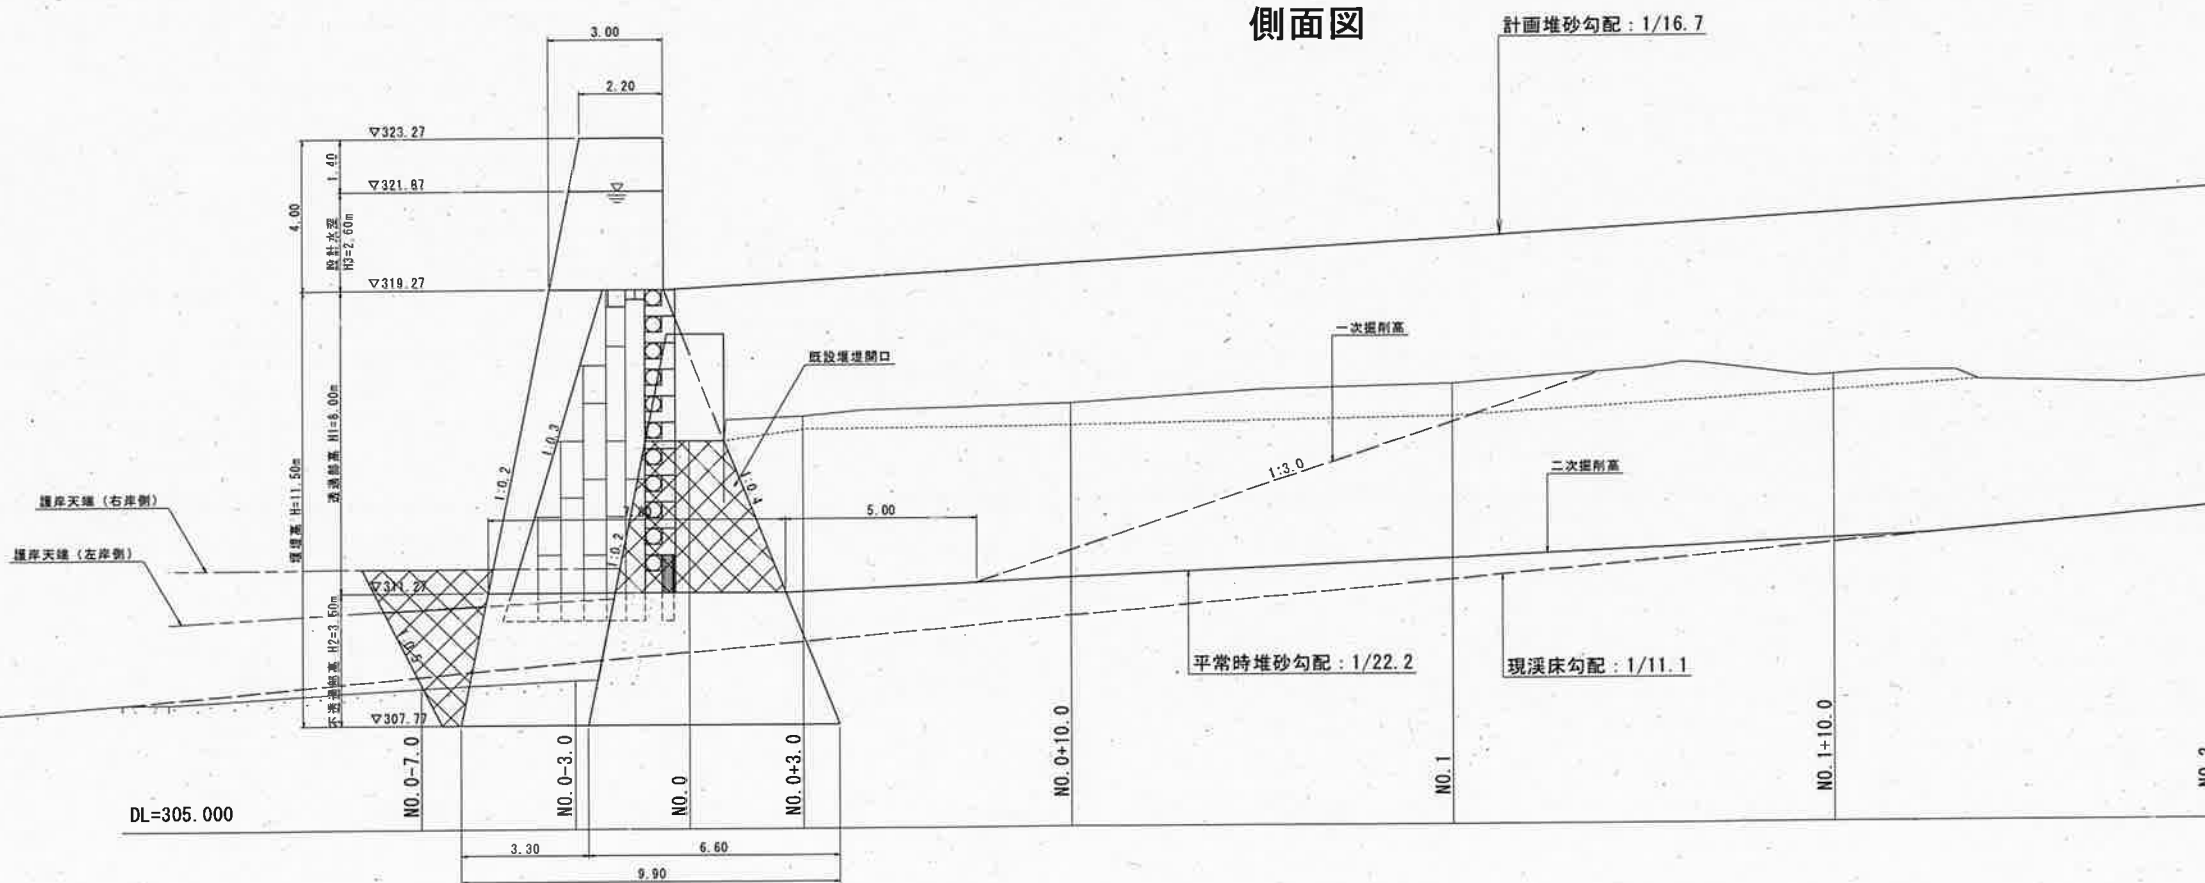 側面図
計画堆砂勾配：1/16.7
3.00
2.20
▽323.27
1.40
▽321.87
4.00
設計水深
H3=2.60m
▽319.27
一次掘削高
既設堰堤開口
透過部高 H1=8.00m
堰堤高 H=11.50m
1:0.2
1:0.3
1:0.4
1:3.0
二次掘削高
護岸天端（右岸側）
5.00
1:0.2
護岸天端（左岸側）
▽311.27
不透過部高 H2=3.50m
1:0.5
平常時堆砂勾配：1/22.2
現渓床勾配：1/11.1
▽307.77
NO.0-7.0
NO.0-3.0
NO.0
NO.0+3.0
NO.0+10.0
NO.1
NO.1+10.0
DL=305.000
3.30
6.60
9.90